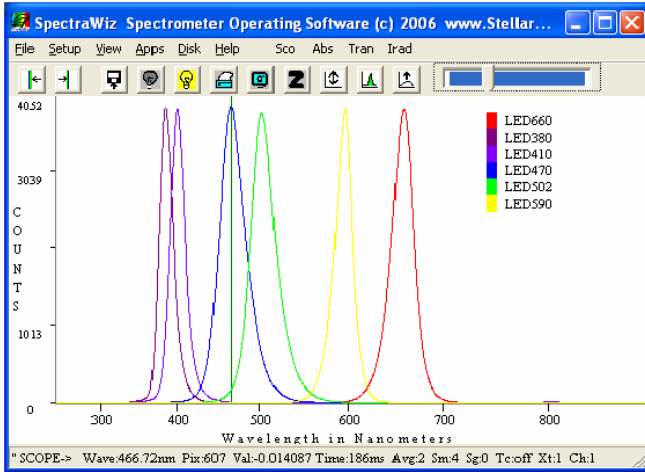 SpectraWiz Spectrometer Operating Software (c) 2006 www.Stellar...
File Setup View Apps Disk Help Sco Abs Tran Irad
Z
4052
3039
COUNTS
1013
0
LED660
LED380
LED410
LED470
LED502
LED590
300 400 500 600 700 800
Wavelength in Nanometers
" SCOPE-> Wave:466.72nm Pix:607 Val:-0.014087 Time:186ms Avg:2 Sm:4 Sg:0 Tc:off Xt:1 Ch:1